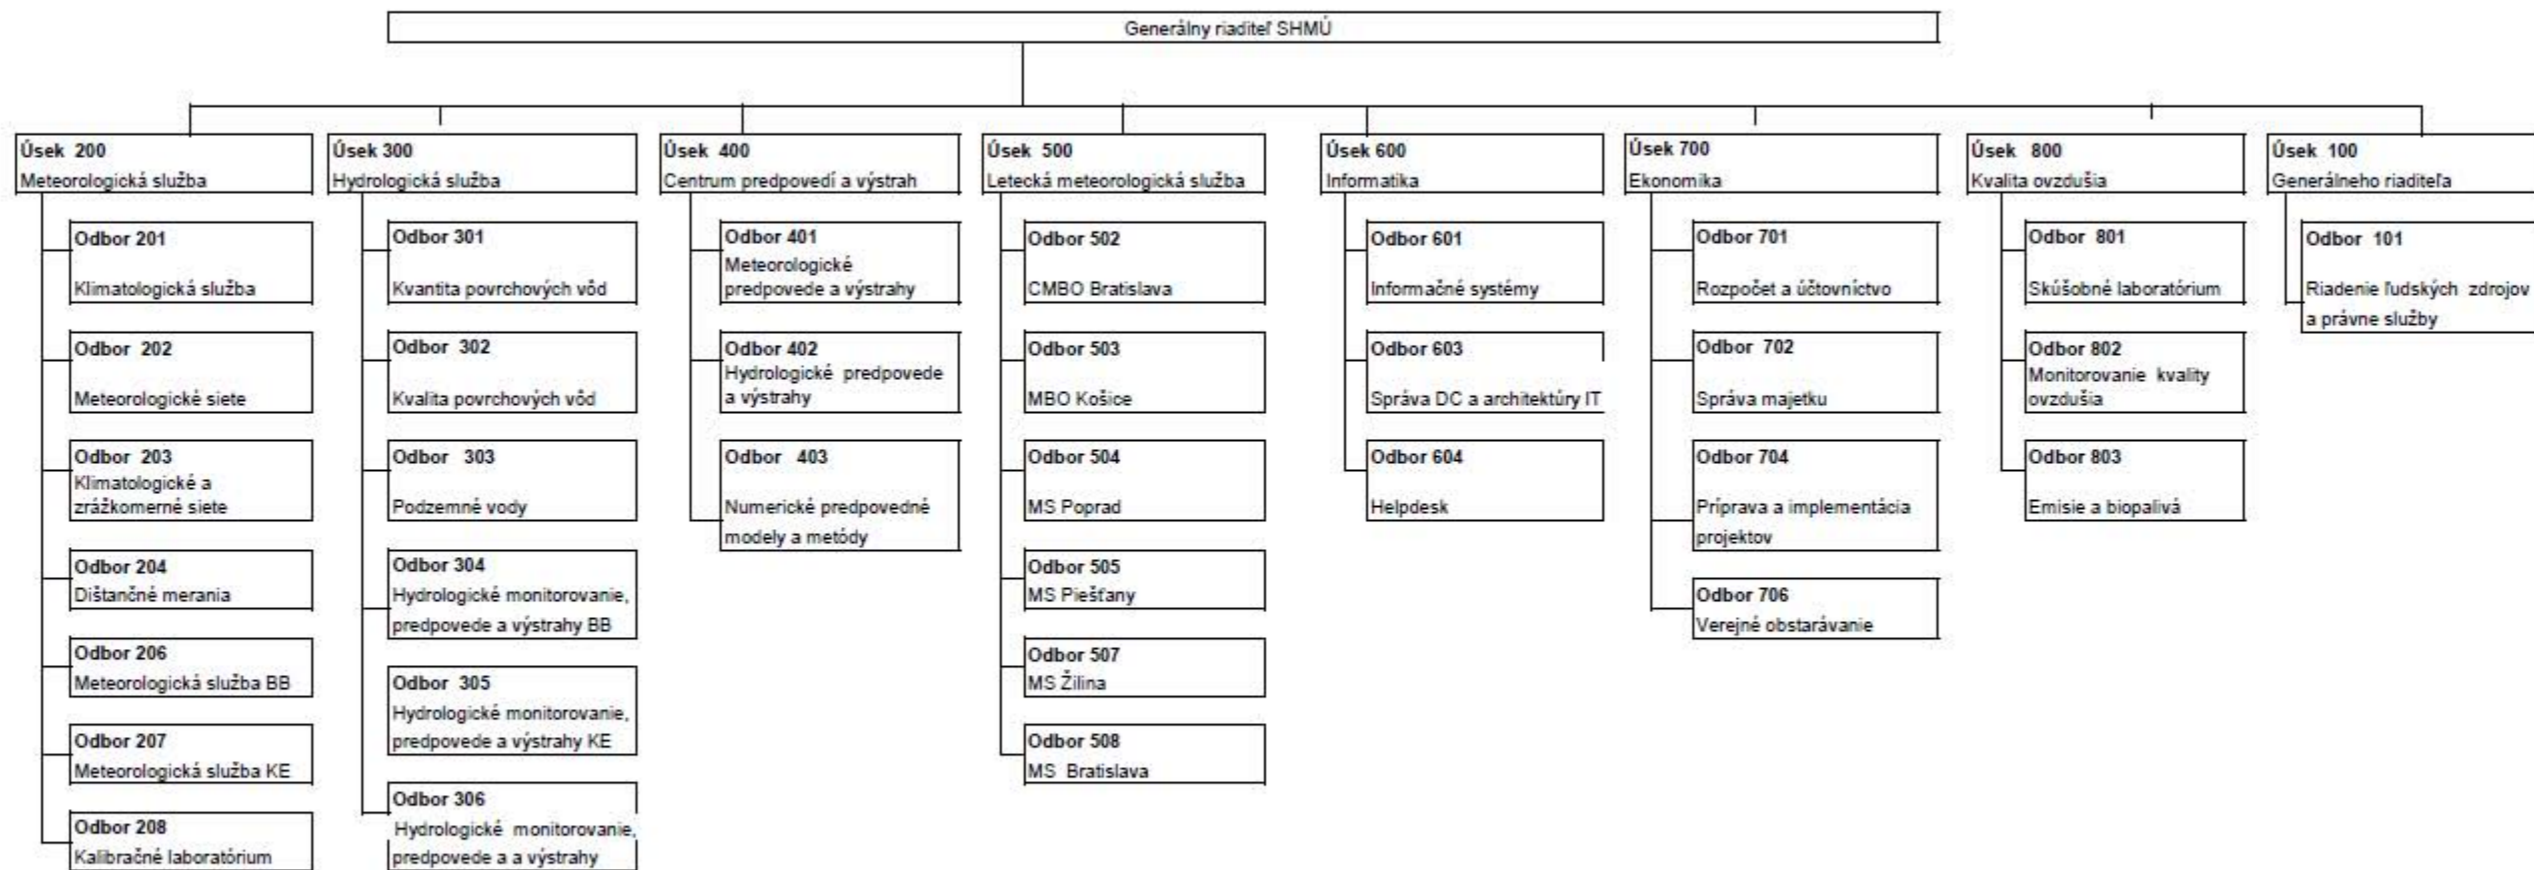 Generálny riaditeľ SHMÚ
Úsek 200
Meteorologická služba
Odbor 201
Klimatologická služba
Odbor 202
Meteorologické siete
Odbor 203
Klimatologické a
zrážkomerné siete
Odbor 204
Dištančné merania
Odbor 206
Meteorologická služba BB
Odbor 207
Meteorologická služba KE
Odbor 208
Kalibračné laboratórium
Úsek 300
Hydrologická služba
Odbor 301
Kvantita povrchových vôd
Odbor 302
Kvalita povrchových vôd
Odbor 303
Podzemné vody
Odbor 304
Hydrologické monitorovanie,
predpovede a výstrahy BB
Odbor 305
Hydrologické monitorovanie,
predpovede a výstrahy KE
Odbor 306
Hydrologické monitorovanie,
predpovede a a výstrahy
Úsek 400
Centrum predpovedí a výstrah
Odbor 401
Meteorologické
predpovede a výstrahy
Odbor 402
Hydrologické predpovede
a výstrahy
Odbor 403
Numerické predpovedné
modely a metódy
Úsek 500
Letecká meteorologická služba
Odbor 502
CMBO Bratislava
Odbor 503
MBO Košice
Odbor 504
MS Poprad
Odbor 505
MS Piešťany
Odbor 507
MS Žilina
Odbor 508
MS Bratislava
Úsek 600
Informatika
Odbor 601
Informačné systémy
Odbor 603
Správa DC a architektúry IT
Odbor 604
Helpdesk
Úsek 700
Ekonomika
Odbor 701
Rozpočet a účtovníctvo
Odbor 702
Správa majetku
Odbor 704
Príprava a implementácia
projektov
Odbor 706
Verejné obstarávanie
Úsek 800
Kvalita ovzdušia
Odbor 801
Skúšobné laboratórium
Odbor 802
Monitorovanie kvality
ovzdušia
Odbor 803
Emisie a biopalivá
Úsek 100
Generálneho riaditeľa
Odbor 101
Riadenie ľudských zdrojov
a právne služby